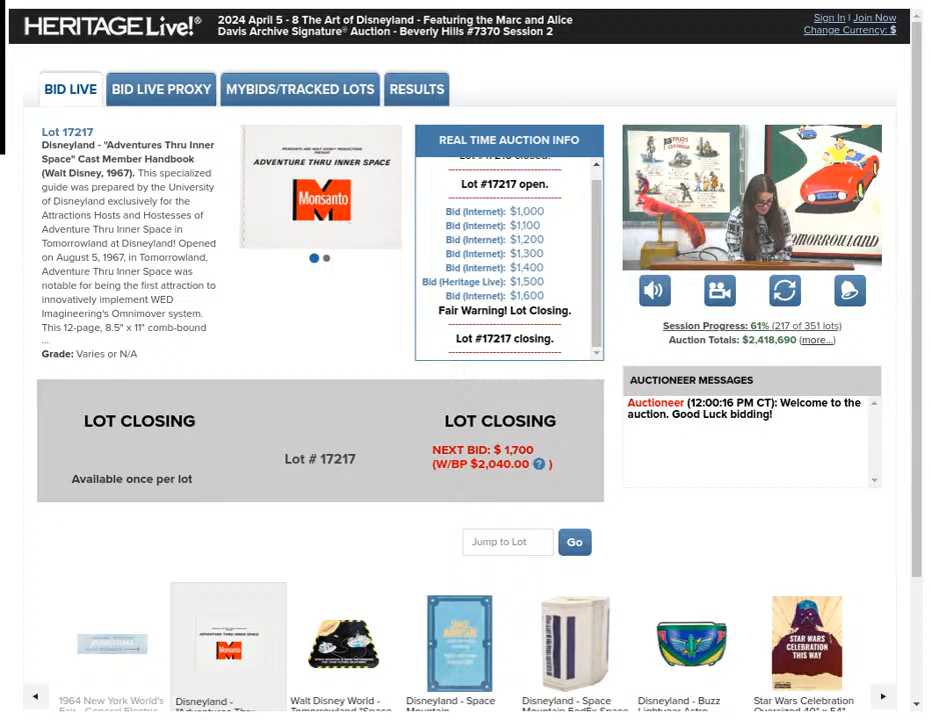 HERITAGE Live!®
2024 April 5 - 8 The Art of Disneyland - Featuring the Marc and Alice
Davis Archive Signature® Auction - Beverly Hills #7370 Session 2
Sign In | Join Now
Change Currency: $
BID LIVE
BID LIVE PROXY
MYBIDS/TRACKED LOTS
RESULTS
Lot 17217
Disneyland - "Adventures Thru Inner
Space" Cast Member Handbook
(Walt Disney, 1967). This specialized
guide was prepared by the University
of Disneyland exclusively for the
Attractions Hosts and Hostesses of
Adventure Thru Inner Space in
Tomorrowland at Disneyland! Opened
on August 5, 1967, in Tomorrowland,
Adventure Thru Inner Space was
notable for being the first attraction to
innovatively implement WED
Imagineering's Omnimover system.
This 12-page, 8.5" x 11" comb-bound
...
Grade: Varies or N/A
MONSANTO AND WALT DISNEY PRODUCTIONS
PRESENT
ADVENTURE THRU INNER SPACE
Monsanto
REAL TIME AUCTION INFO
Lot #17217 open.
Bid (Internet): $1,000
Bid (Internet): $1,100
Bid (Internet): $1,200
Bid (Internet): $1,300
Bid (Internet): $1,400
Bid (Heritage Live): $1,500
Bid (Internet): $1,600
Fair Warning! Lot Closing.
Lot #17217 closing.
TOMORROWLAND
Session Progress: 61% (217 of 351 lots)
Auction Totals: $2,418,690 (more...)
AUCTIONEER MESSAGES
Auctioneer (12:00:16 PM CT): Welcome to the
auction. Good Luck bidding!
LOT CLOSING
Available once per lot
Lot # 17217
LOT CLOSING
NEXT BID: $ 1,700
(W/BP $2,040.00 ? )
Jump to Lot
Go
ADVENTURE THRU INNER SPACE
Monsanto
STAR WARS
CELEBRATION
THIS WAY
1964 New York World's
Fair - General Electric
Disneyland -
"Adventures Thru
Walt Disney World -
Tomorrowland "Space
Disneyland - Space
Mountain
Disneyland - Space
Mountain FedEx Space
Disneyland - Buzz
Lightyear Astro
Star Wars Celebration
Oversized 40" x 54"